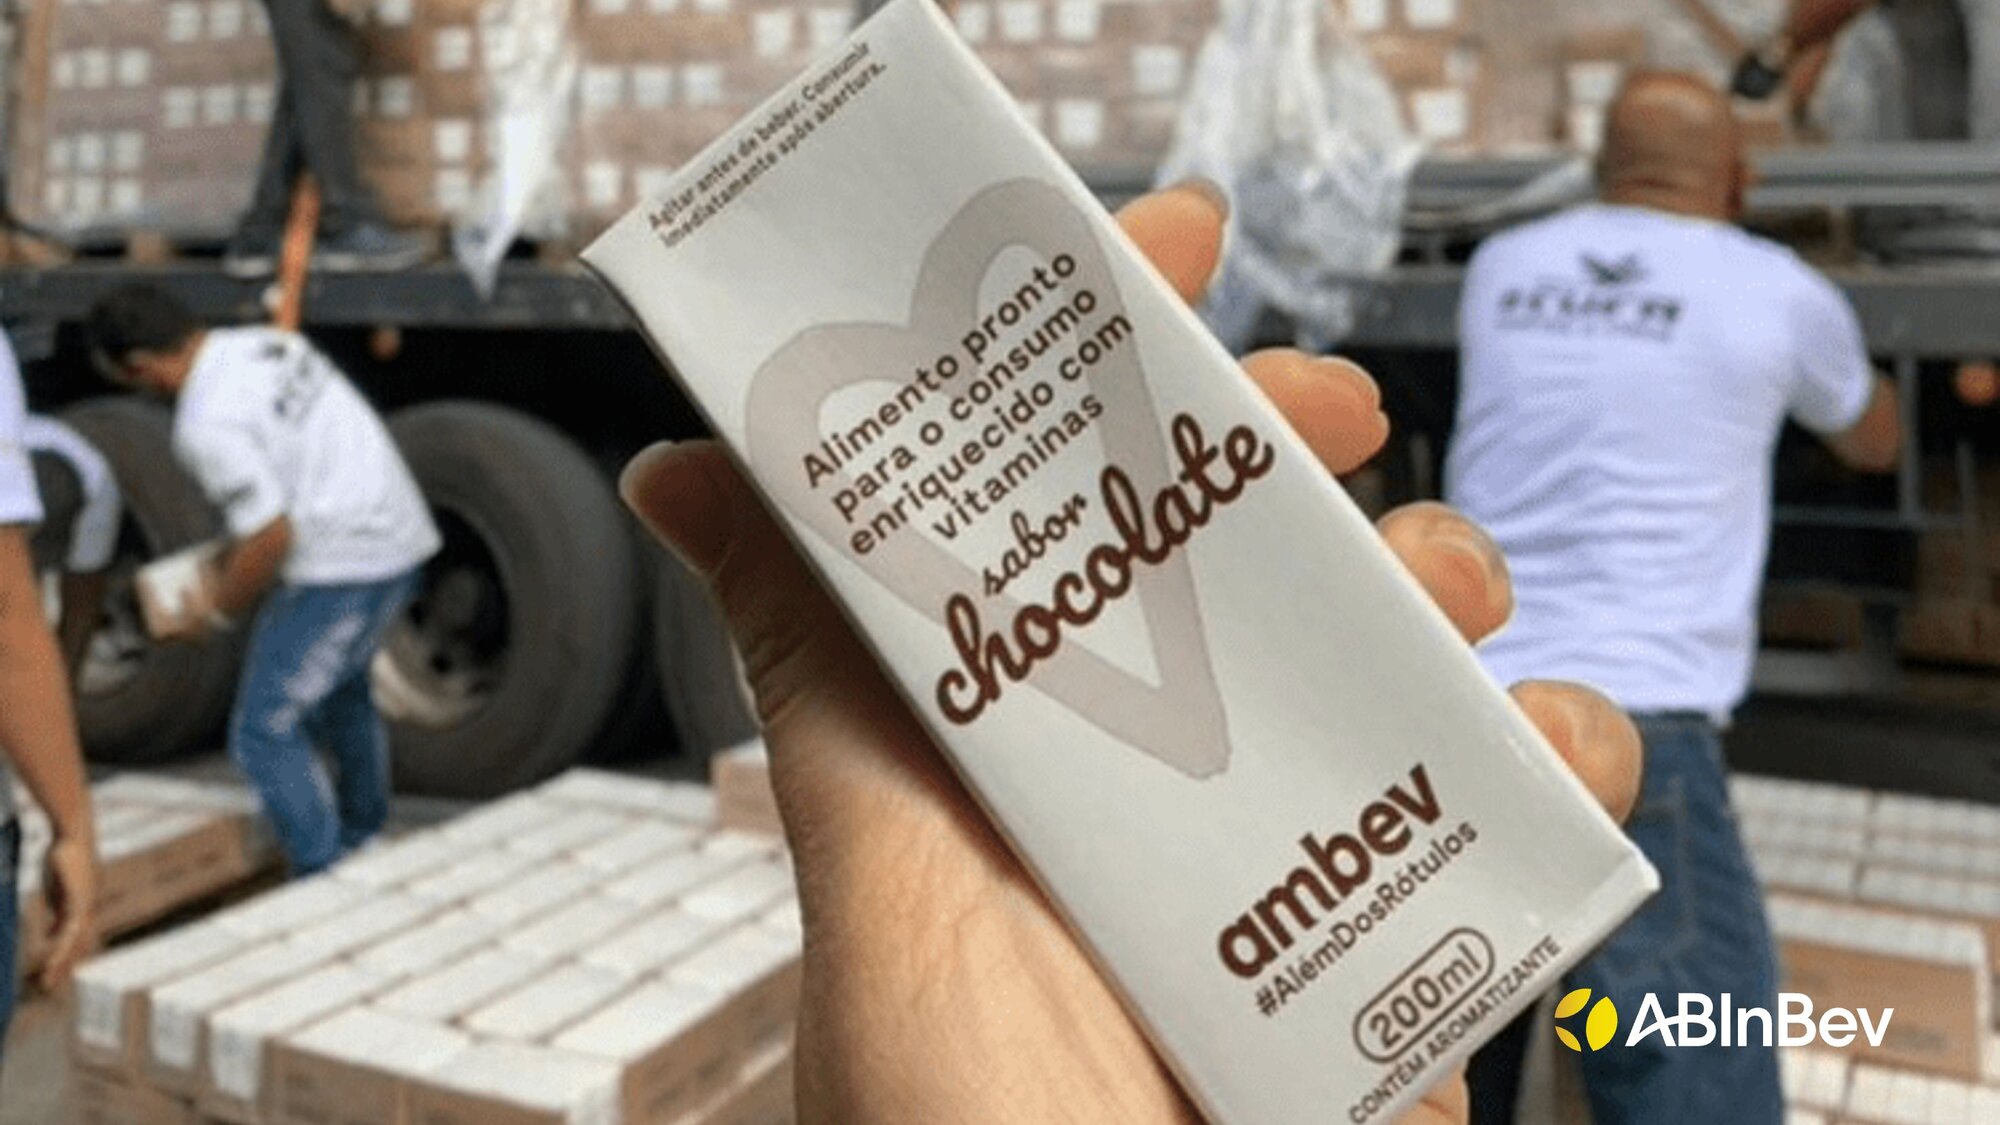 Agitar antes de beber. Consumir
imediatamente após abertura.
Alimento pronto
para o consumo
enriquecido com
vitaminas
sabor
chocolate
ambev
#AlémDosRótulos
200ml
CONTÉM AROMATIZANTE
ABInBev